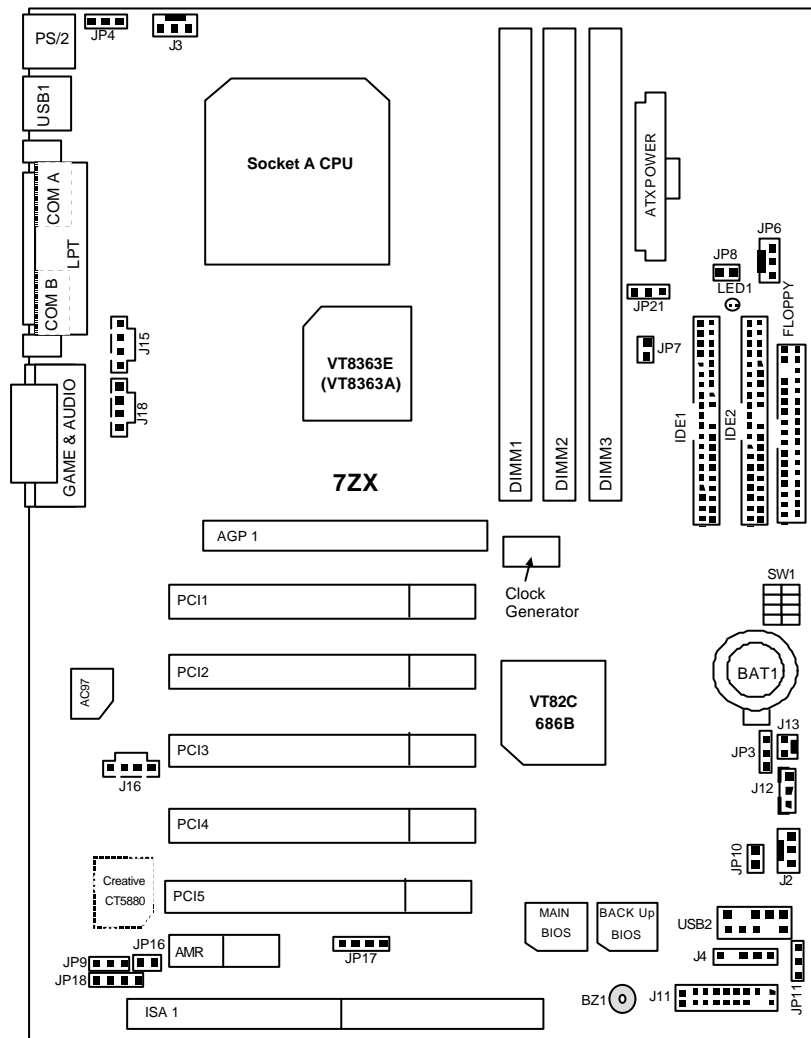 PS/2
JP4
J3
USB1
Socket A CPU
ATXPOWER
COM A
LPT
COM B
JP6
JP8
LED1
JP21
FLOPPY
J15
JP7
VT8363E
(VT8363A)
J18
GAME & AUDIO
IDE1
IDE2
DIMM1
DIMM2
DIMM3
7ZX
AGP 1
Clock
Generator
SW1
PCI1
PCI2
BAT1
AC97
VT82C
686B
J13
JP3
PCI3
J16
J12
PCI4
JP10
J2
Creative
CT5880
PCI5
MAIN
BIOS
BACK Up
BIOS
USB2
JP16
AMR
JP9
JP17
J4
JP18
JP11
BZ1
J11
ISA 1